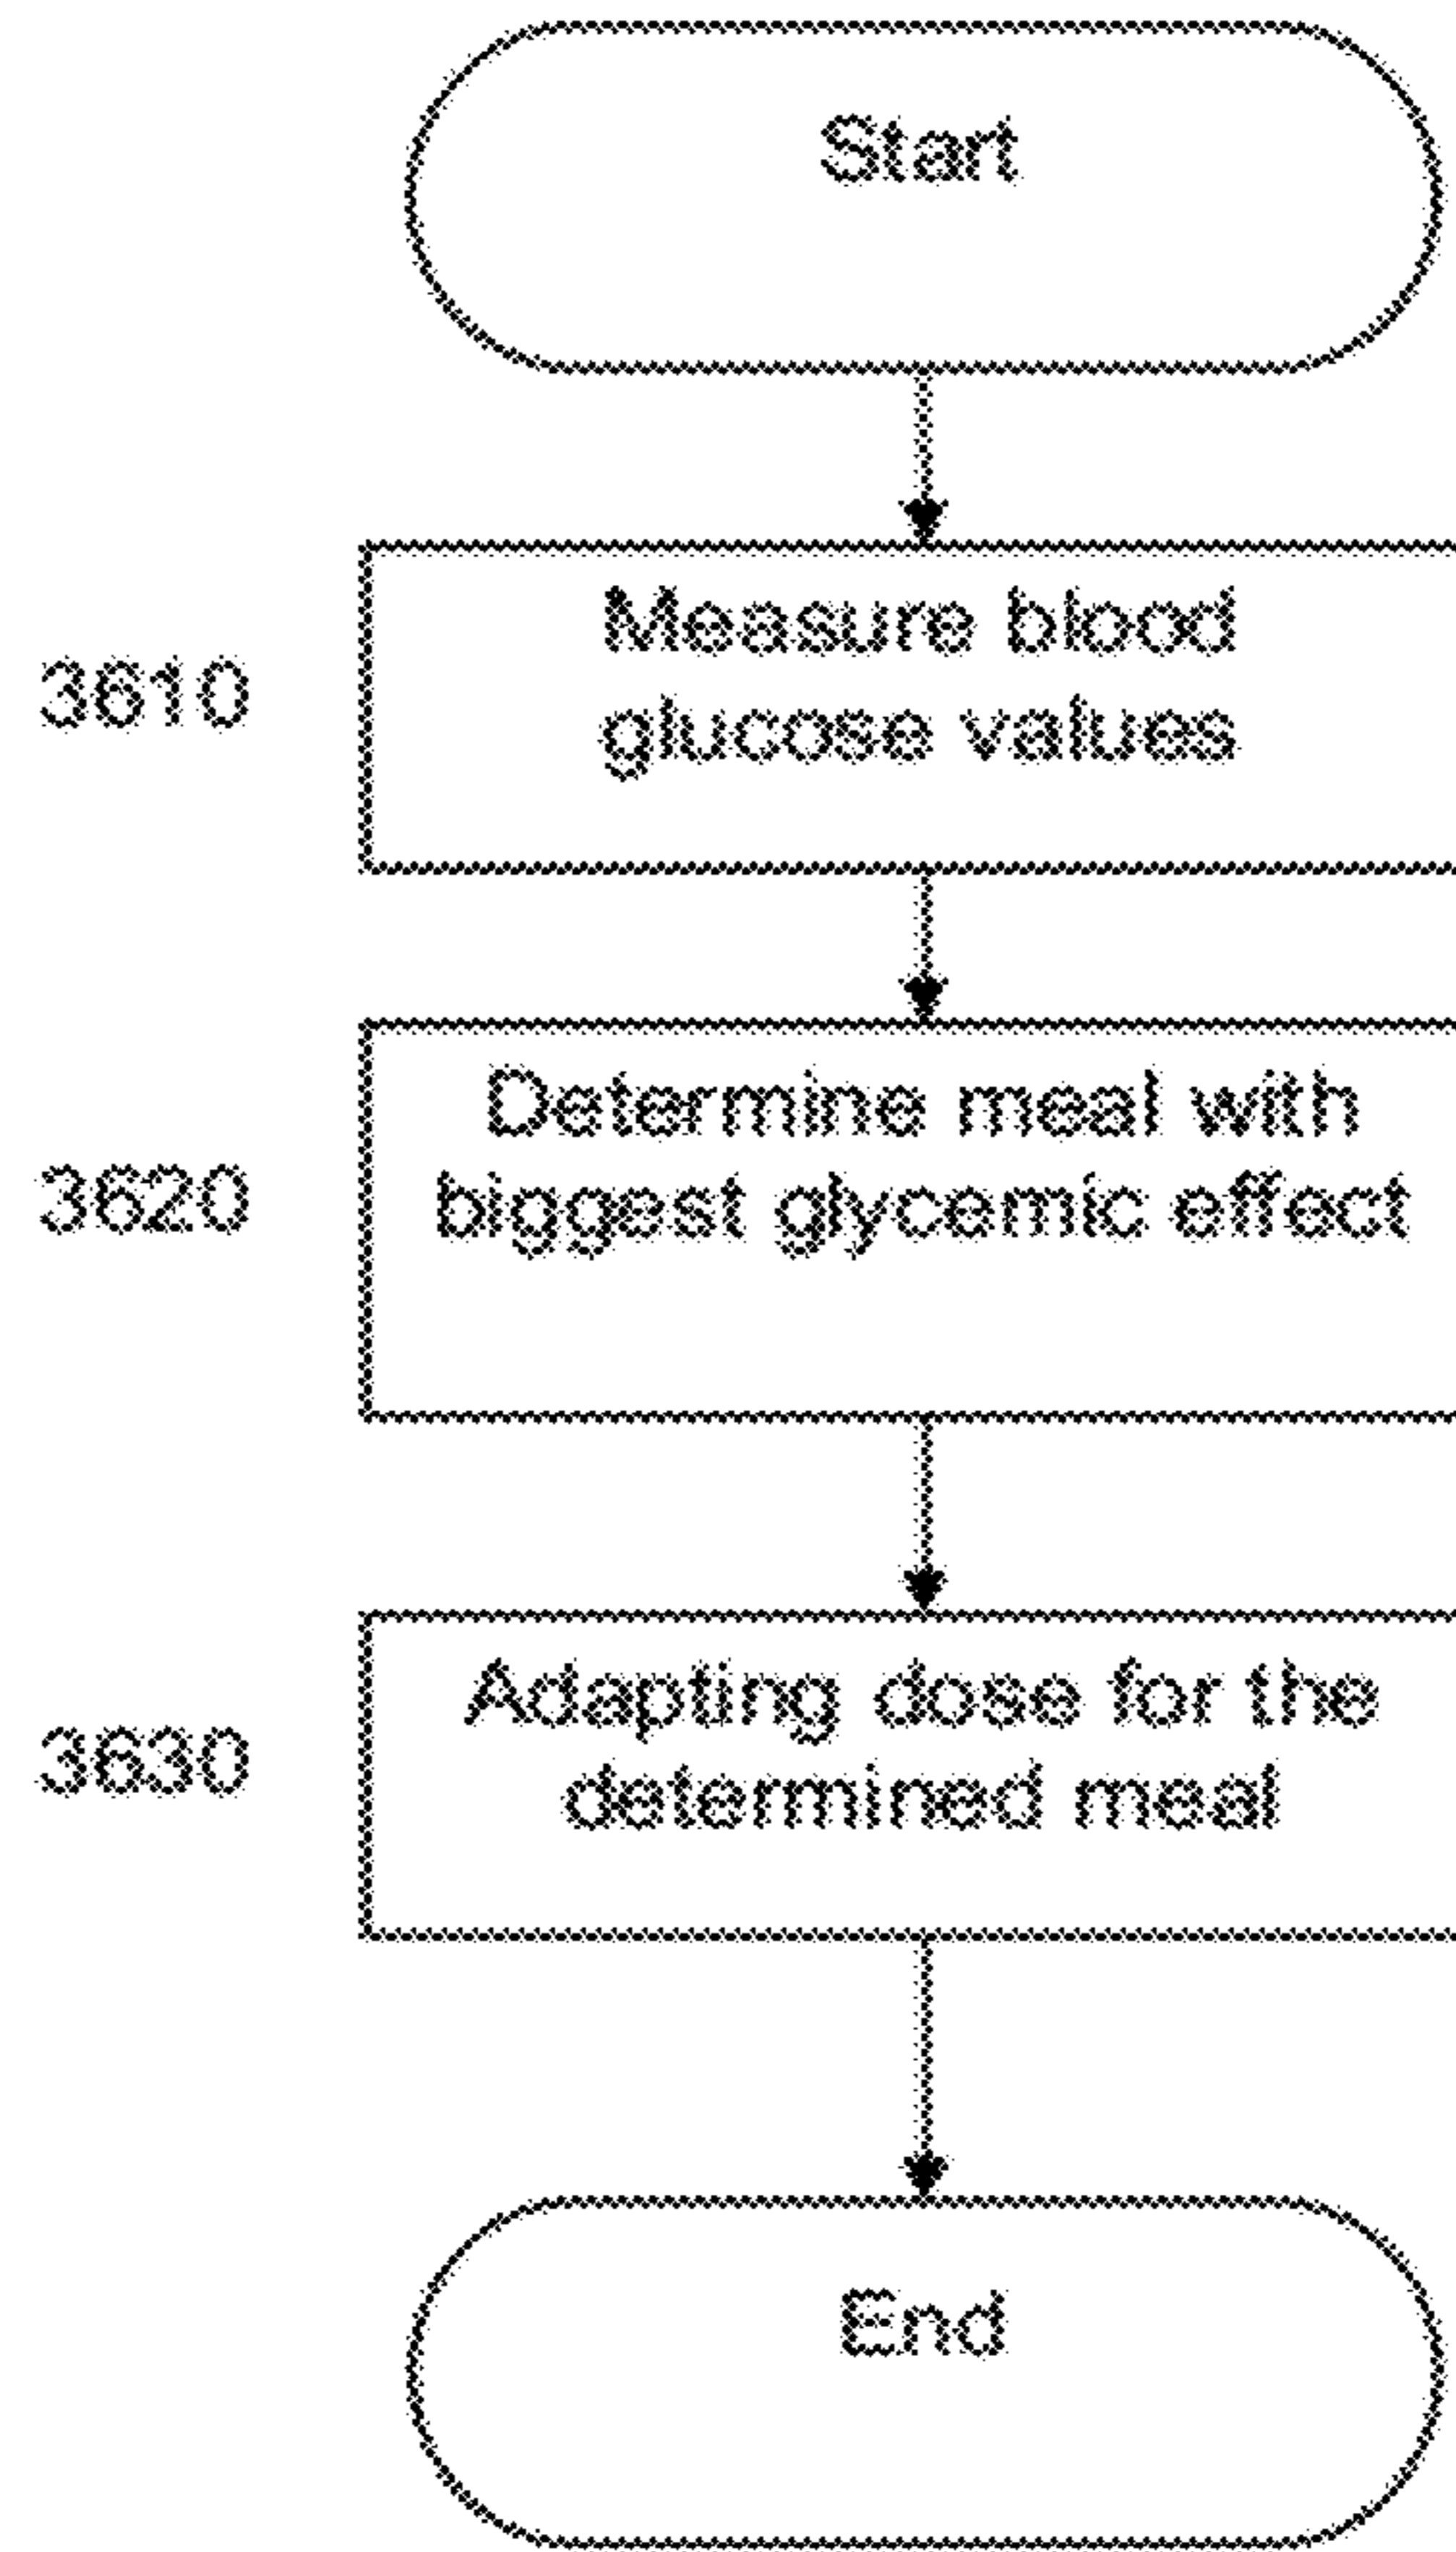 Start
3610
Measure blood
glucose values
3620
Determine meal with
biggest glycemic effect
3630
Adapting dose for the
determined meal
End